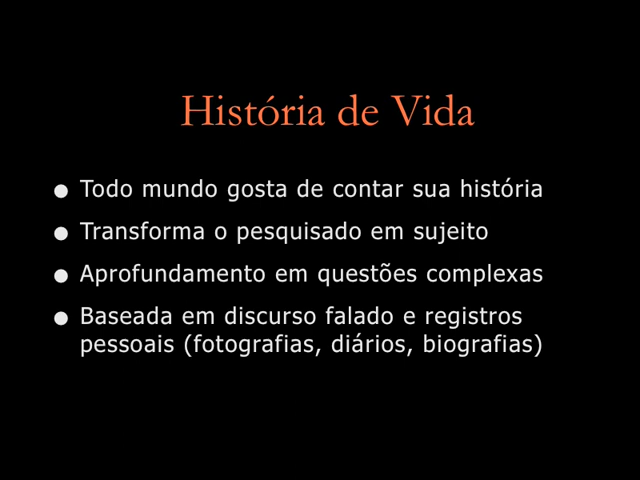 História de Vida
• Todo mundo gosta de contar sua história
• Transforma o pesquisado em sujeito
• Aprofundamento em questões complexas
• Baseada em discurso falado e registros
pessoais (fotografias, diários, biografias)